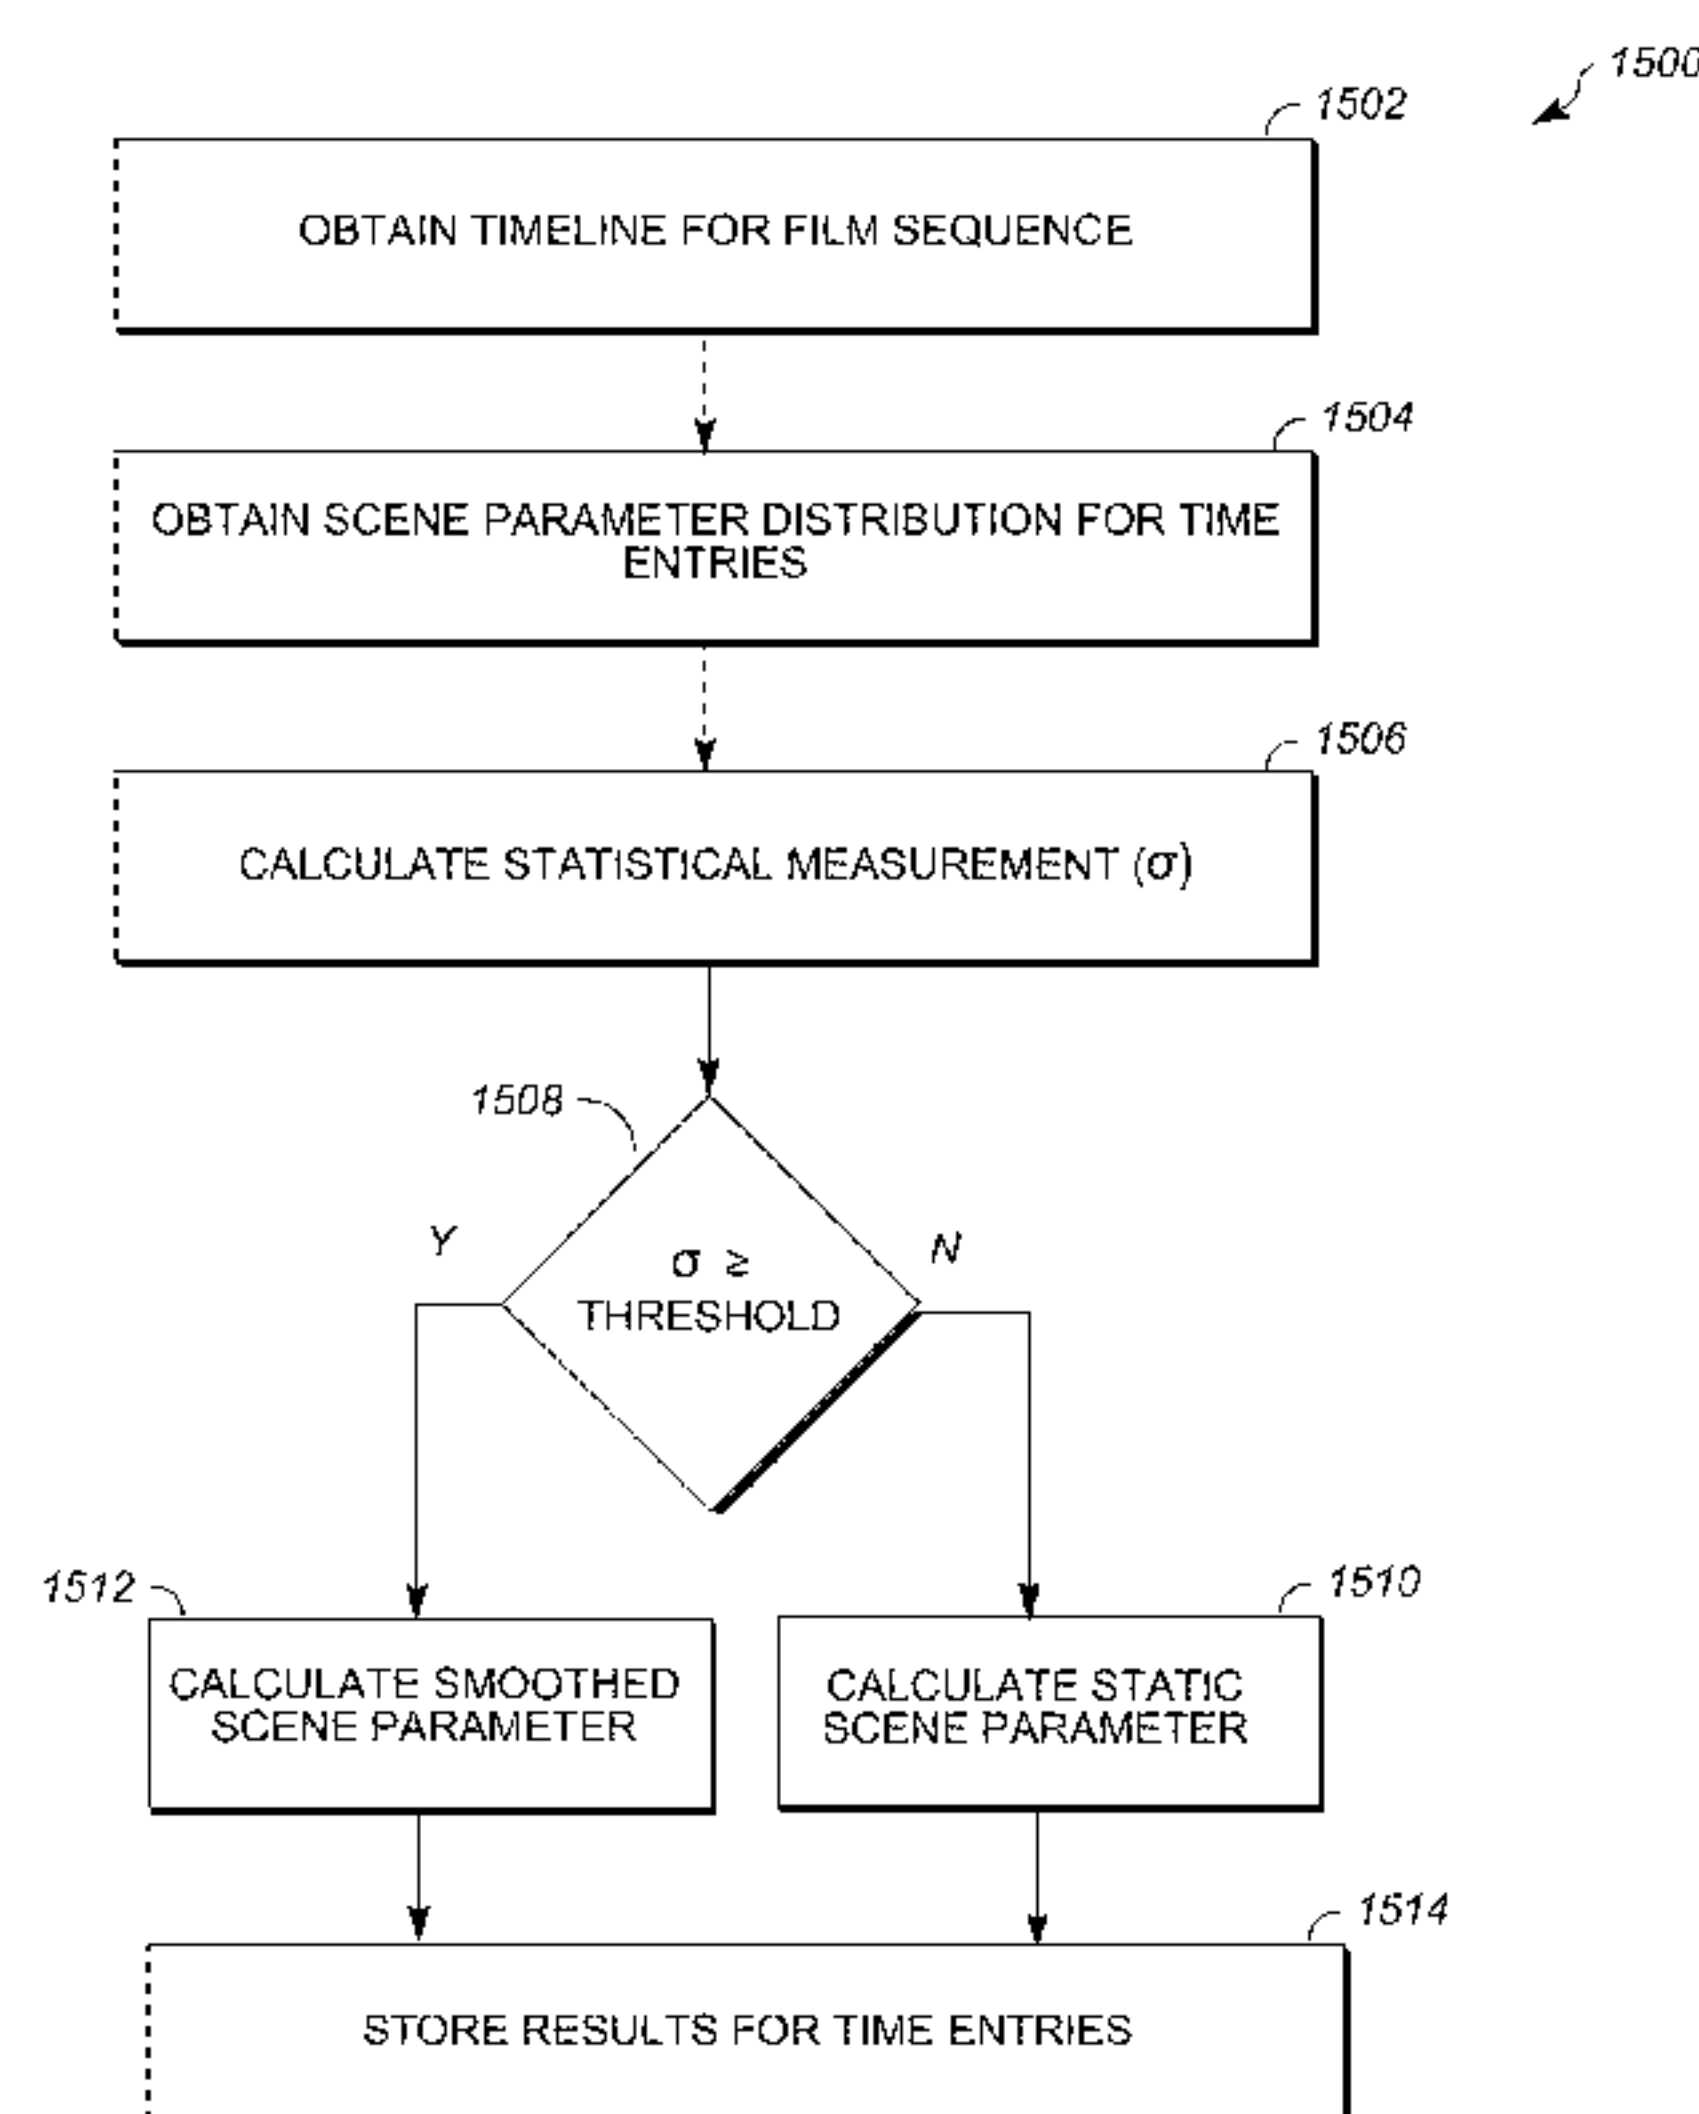 1500
1502
OBTAIN TIMELINE FOR FILM SEQUENCE
1504
OBTAIN SCENE PARAMETER DISTRIBUTION FOR TIME
ENTRIES
1506
CALCULATE STATISTICAL MEASUREMENT (σ)
1508
Y
N
σ ≥
THRESHOLD
1512
1510
CALCULATE SMOOTHED
SCENE PARAMETER
CALCULATE STATIC
SCENE PARAMETER
1514
STORE RESULTS FOR TIME ENTRIES